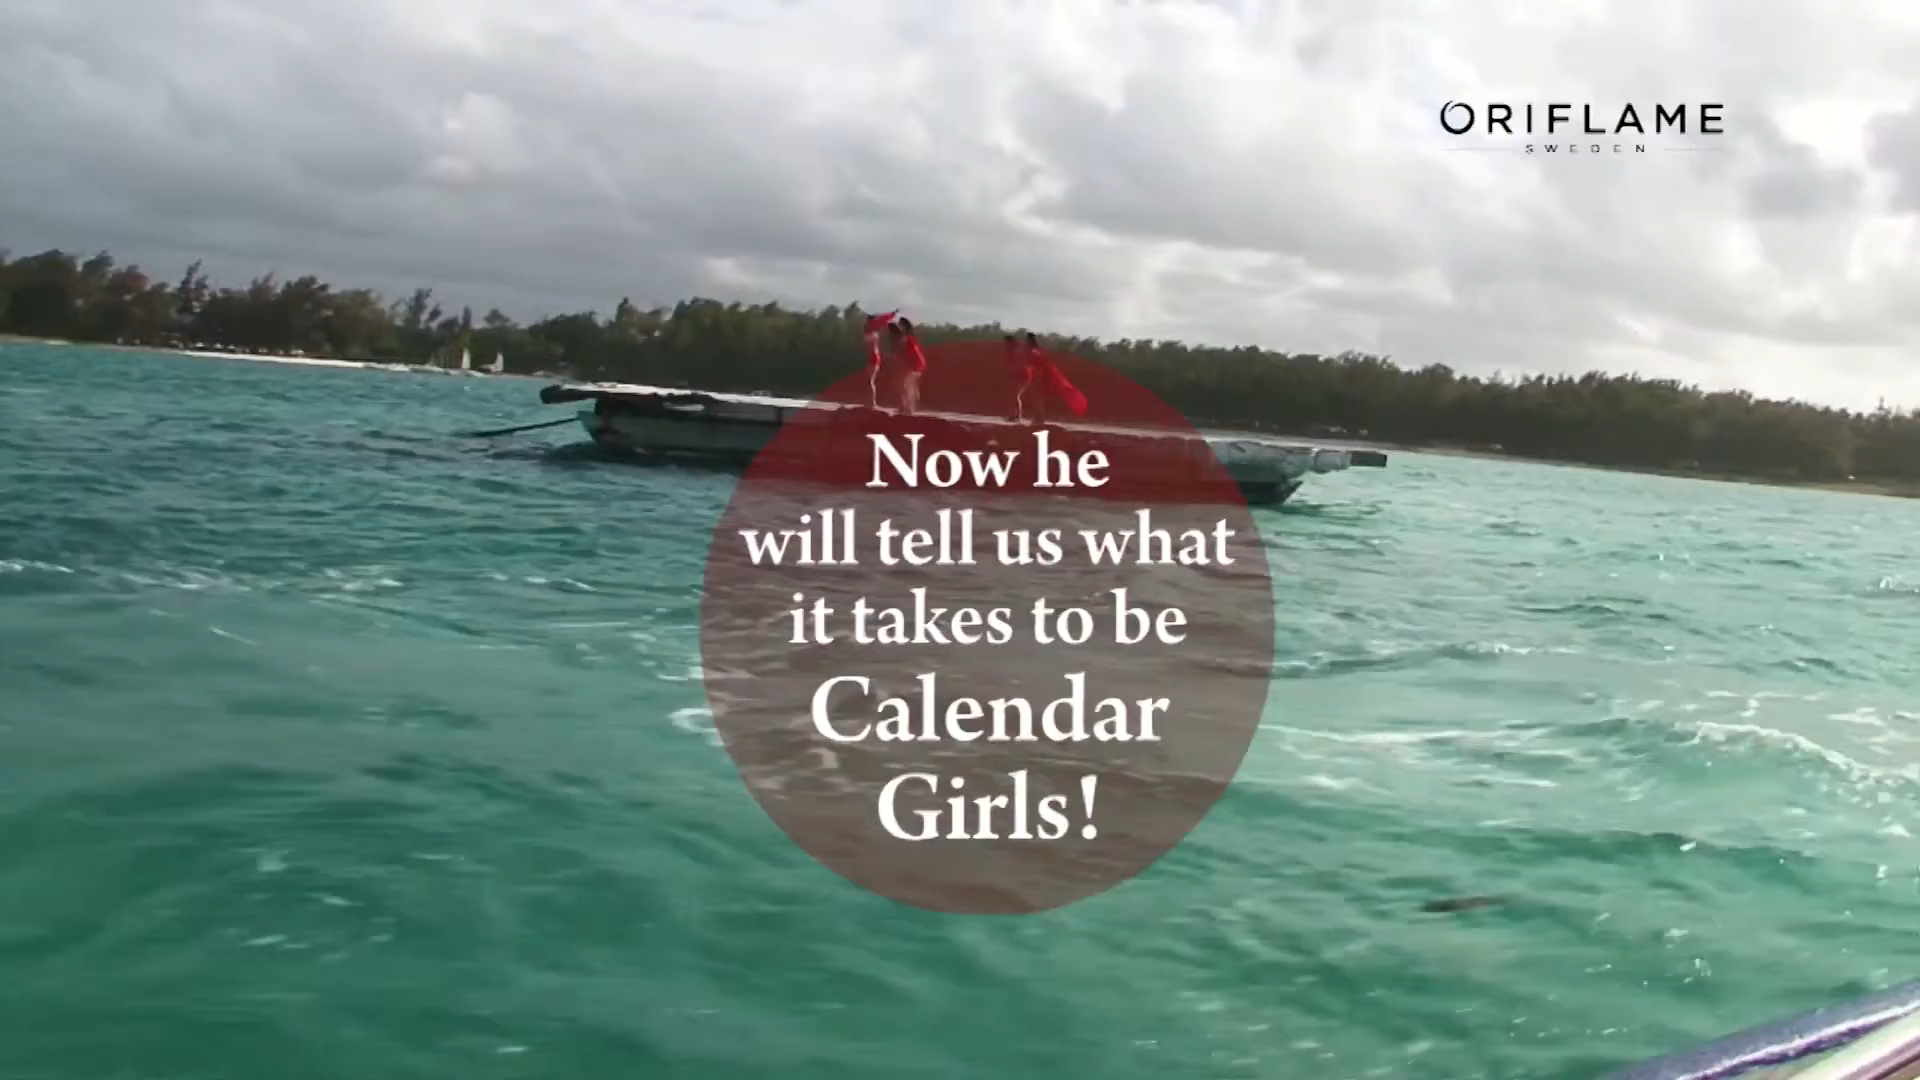 ORIFLAME
SWEDEN
Now he
will tell us what
it takes to be
Calendar
Girls!